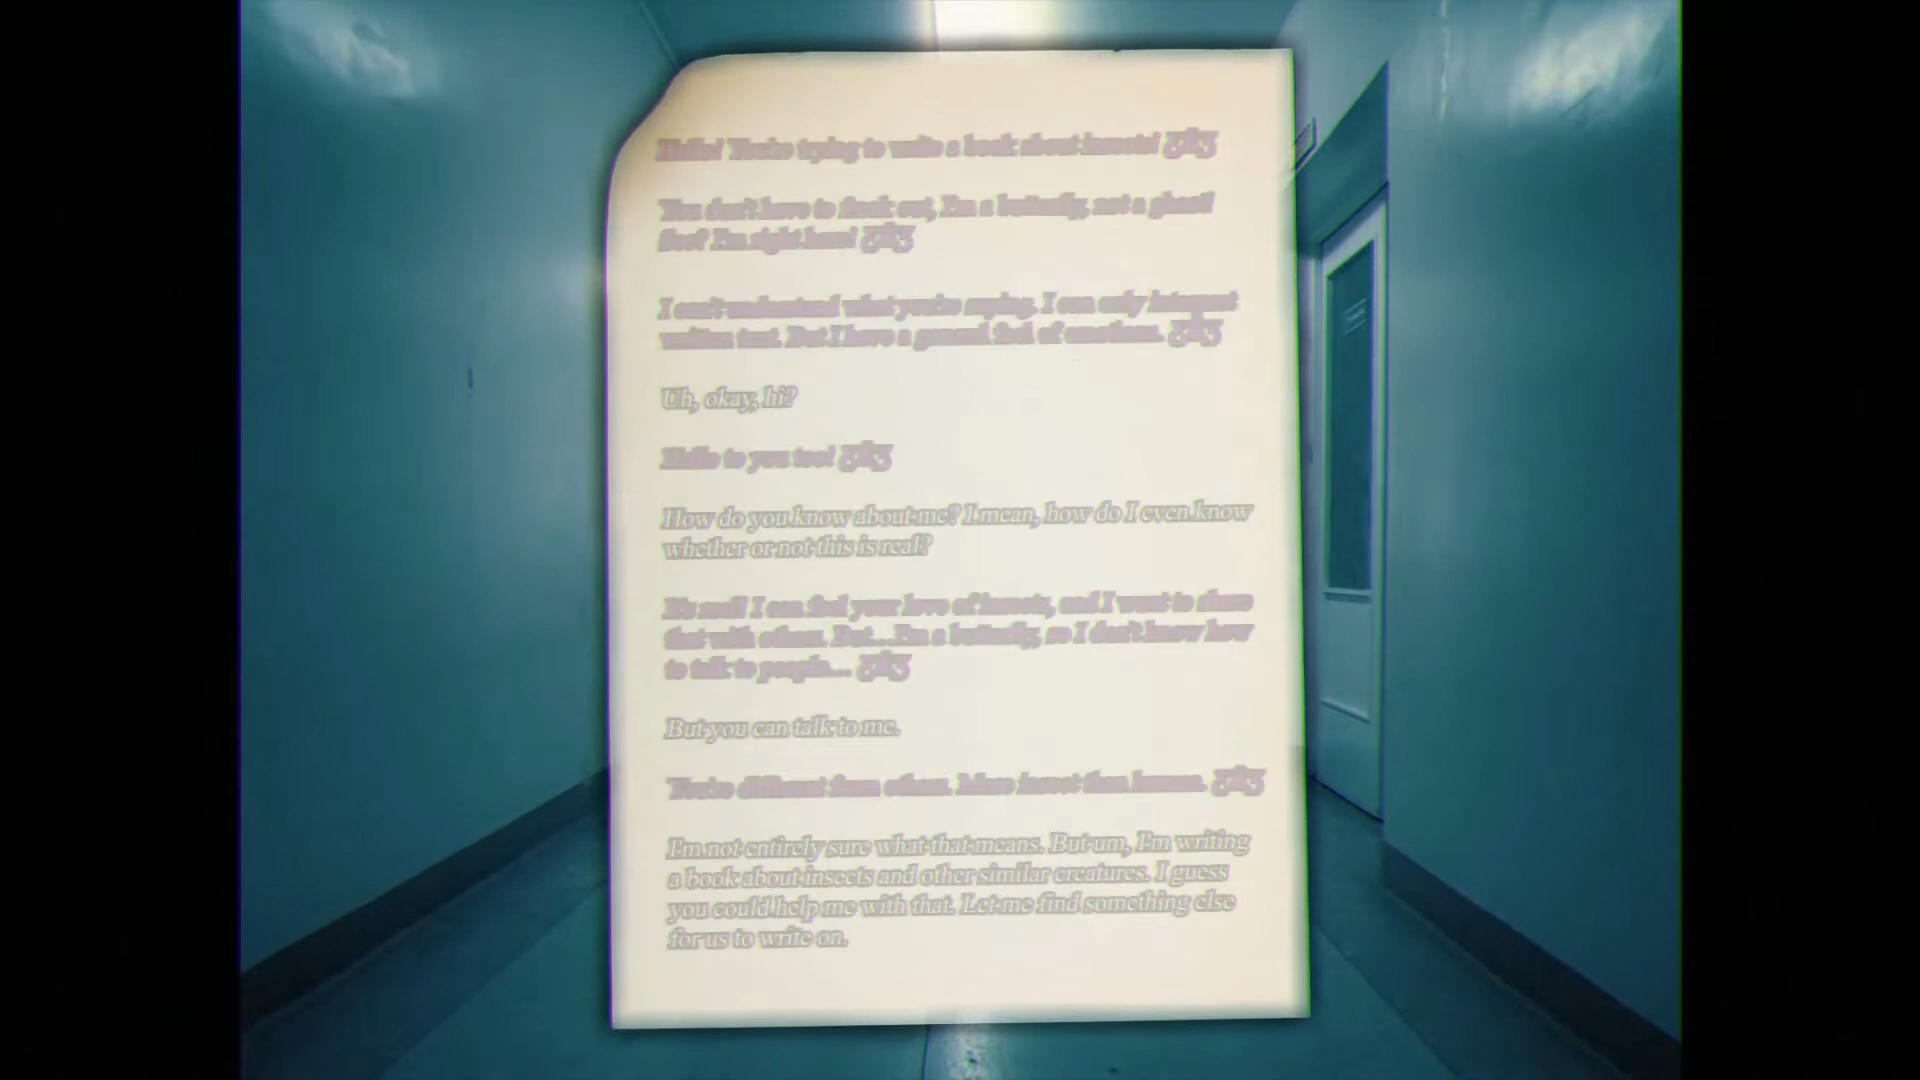 Hello! You're trying to write a book about insects! Ƹ̵̡Ӝ̵̨̄Ʒ
You don't have to freak out, I'm a butterfly, not a ghost!
See? I'm right here! Ƹ̵̡Ӝ̵̨̄Ʒ
I can't understand what you're saying. I can only interpret
written text. But I have a general feel of emotions. Ƹ̵̡Ӝ̵̨̄Ʒ
Uh, okay, hi?
Hello to you too! Ƹ̵̡Ӝ̵̨̄Ʒ
How do you know about me? I mean, how do I even know
whether or not this is real?
It's real! I can feel your love of insects, and I want to share
that with others. But... I'm a butterfly, so I don't know how
to talk to people.... Ƹ̵̡Ӝ̵̨̄Ʒ
But you can talk to me.
You're different from others. More insect than human. Ƹ̵̡Ӝ̵̨̄Ʒ
I'm not entirely sure what that means. But um, I'm writing
a book about insects and other similar creatures. I guess
you could help me with that. Let me find something else
for us to write on.